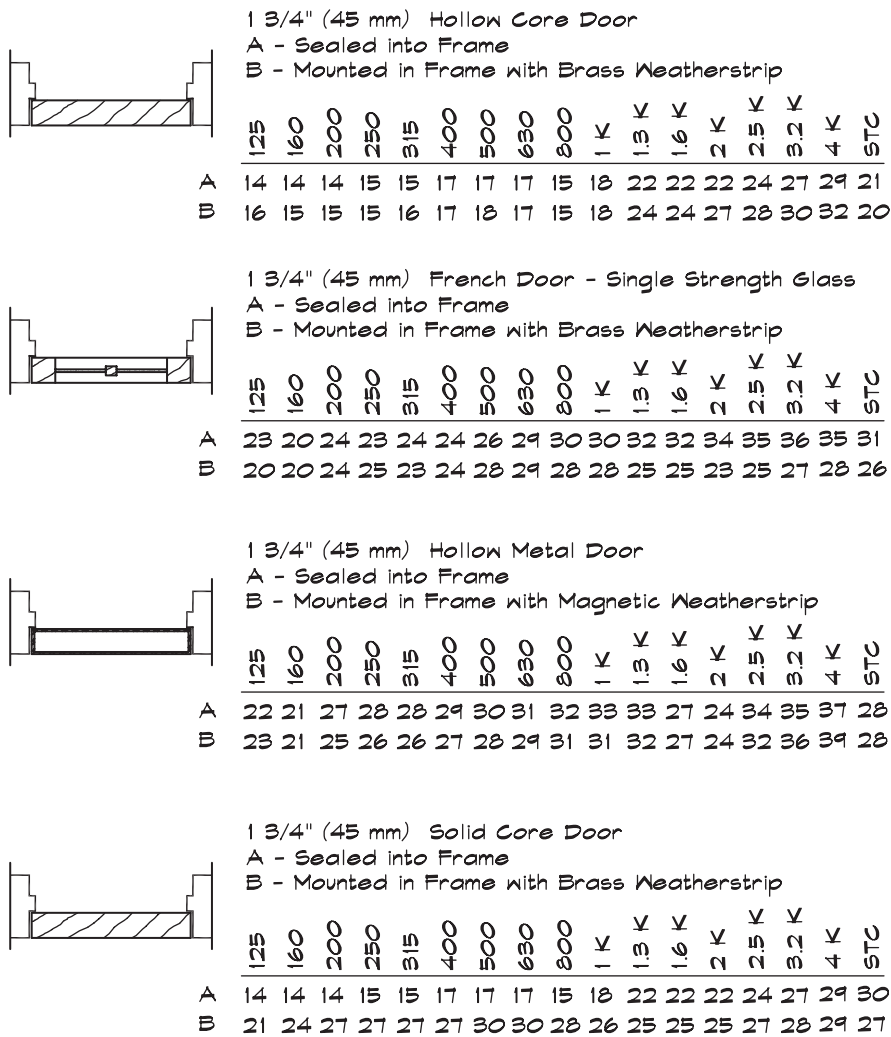 1 3/4" (45 mm) Hollow Core Door
A - Sealed into Frame
B - Mounted in Frame with Brass Weatherstrip
125 160 200 250 315 400 500 630 800 1 K 1.3 K 1.6 K 2 K 2.5 K 3.2 K 4 K STC
A 14 14 14 15 15 17 17 17 15 18 22 22 22 24 27 29 21
B 16 15 15 15 16 17 18 17 15 18 24 24 27 28 30 32 20
1 3/4" (45 mm) French Door - Single Strength Glass
A - Sealed into Frame
B - Mounted in Frame with Brass Weatherstrip
125 160 200 250 315 400 500 630 800 1 K 1.3 K 1.6 K 2 K 2.5 K 3.2 K 4 K STC
A 23 20 24 23 24 24 26 29 30 30 32 32 34 35 36 35 31
B 20 20 24 25 23 24 28 29 28 28 25 25 23 25 27 28 26
1 3/4" (45 mm) Hollow Metal Door
A - Sealed into Frame
B - Mounted in Frame with Magnetic Weatherstrip
125 160 200 250 315 400 500 630 800 1 K 1.3 K 1.6 K 2 K 2.5 K 3.2 K 4 K STC
A 22 21 27 28 28 29 30 31 32 33 33 27 24 34 35 37 28
B 23 21 25 26 26 27 28 29 31 31 32 27 24 32 36 39 28
1 3/4" (45 mm) Solid Core Door
A - Sealed into Frame
B - Mounted in Frame with Brass Weatherstrip
125 160 200 250 315 400 500 630 800 1 K 1.3 K 1.6 K 2 K 2.5 K 3.2 K 4 K STC
A 14 14 14 15 15 17 17 17 15 18 22 22 22 24 27 29 30
B 21 24 27 27 27 27 30 30 28 26 25 25 25 27 28 29 27